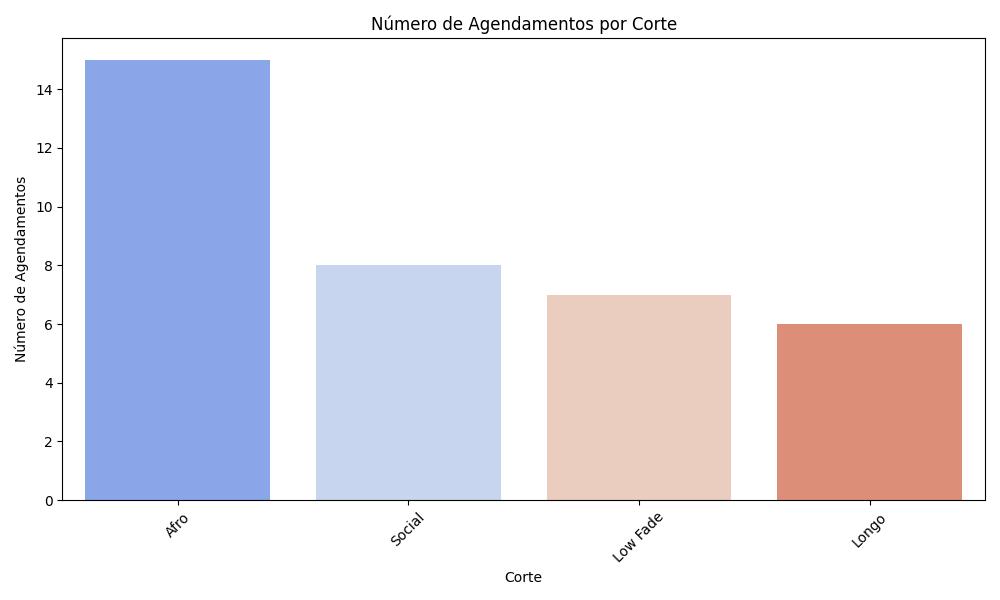 Número de Agendamentos por Corte
Número de Agendamentos
14
12
10
8
6
4
2
0
Afro
Social
Low Fade
Longo
Corte